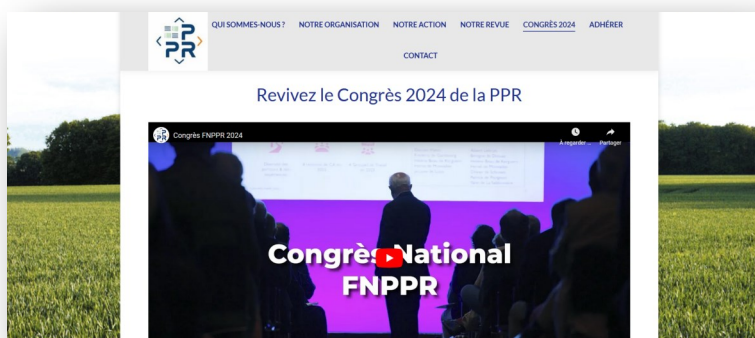 PPR
QUI SOMMES-NOUS ? NOTRE ORGANISATION NOTRE ACTION NOTRE REVUE CONGRÈS 2024 ADHÉRER
CONTACT
Revivez le Congrès 2024 de la PPR
Congrès FNPPR 2024
À regarder ... Partager
Congrès National
FNPPR